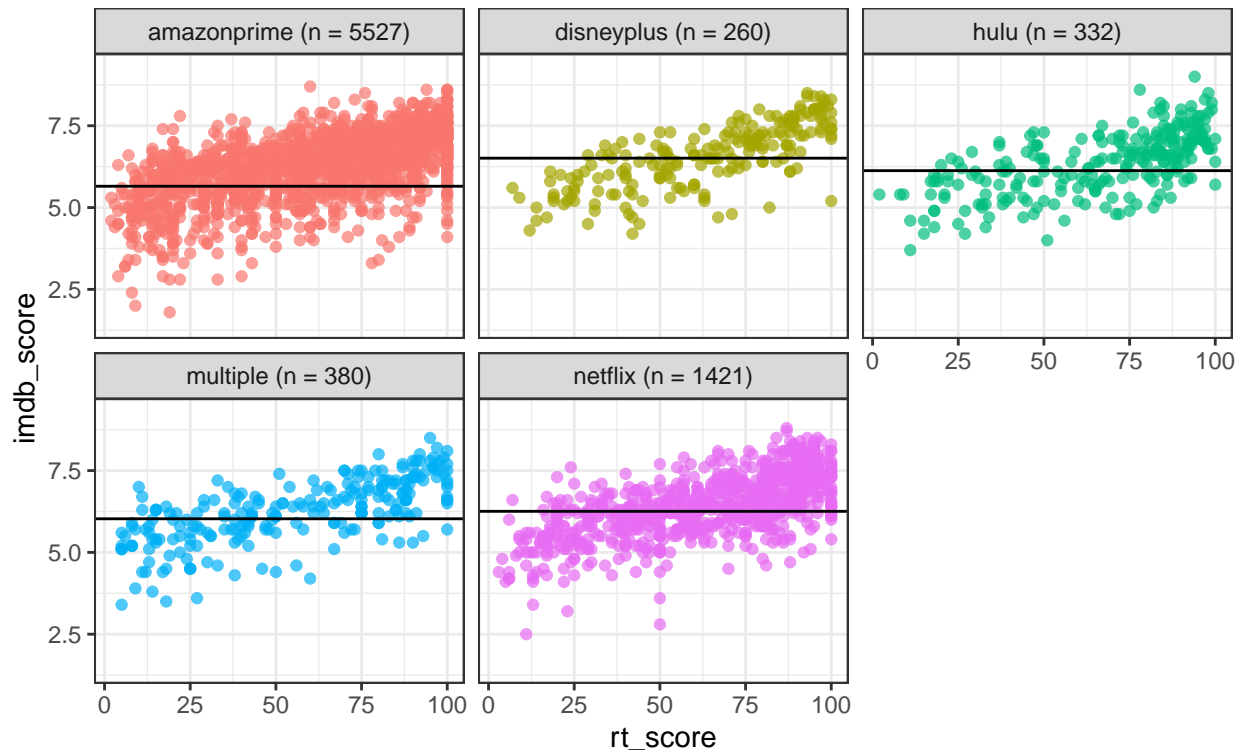 amazonprime (n = 5527)
disneyplus (n = 260)
hulu (n = 332)
7.5
5.0
2.5
0 25 50 75 100
multiple (n = 380)
netflix (n = 1421)
7.5
5.0
2.5
0 25 50 75 100
0 25 50 75 100
imdb_score
rt_score